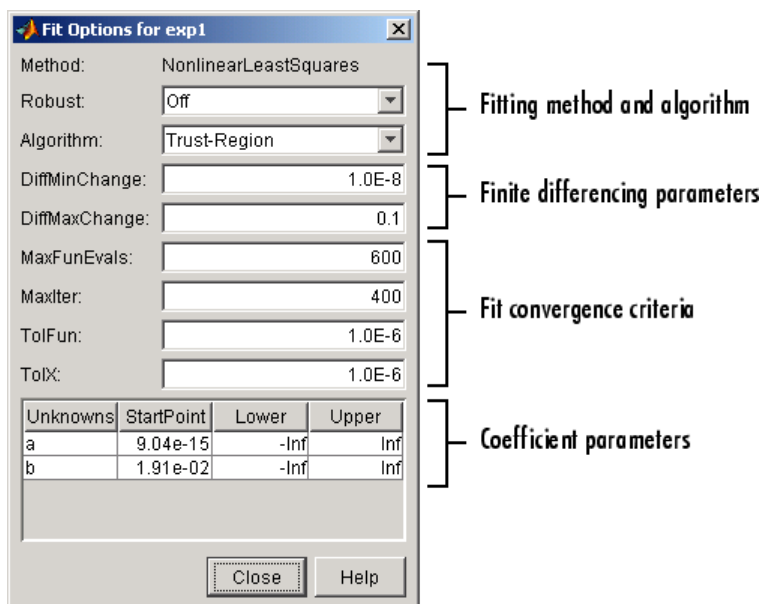 Fit Options for exp1
Method: NonlinearLeastSquares
Robust: Off
Algorithm: Trust-Region
Fitting method and algorithm
DiffMinChange: 1.0E-8
DiffMaxChange: 0.1
Finite differencing parameters
MaxFunEvals: 600
MaxIter: 400
TolFun: 1.0E-6
TolX: 1.0E-6
Fit convergence criteria
Unknowns StartPoint Lower Upper
a 9.04e-15 -Inf Inf
b 1.91e-02 -Inf Inf
Coefficient parameters
Close Help